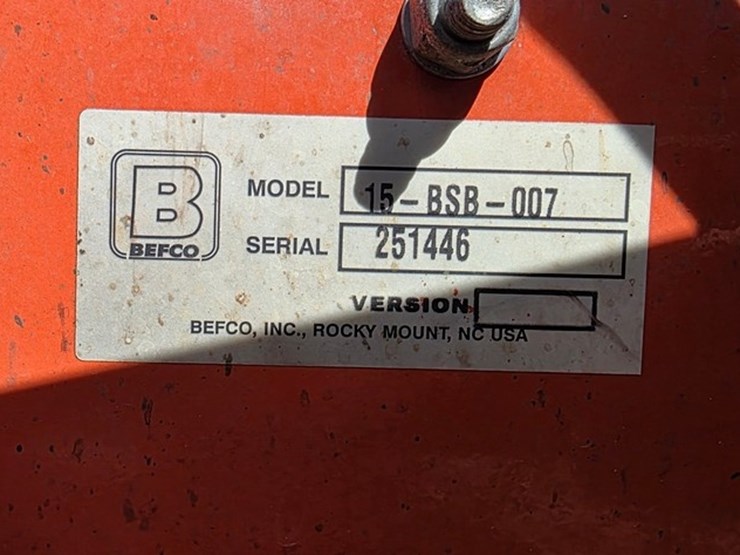 B
BEFCO
MODEL 15-BSB-007
SERIAL 251446
VERSION
BEFCO, INC., ROCKY MOUNT, NC USA